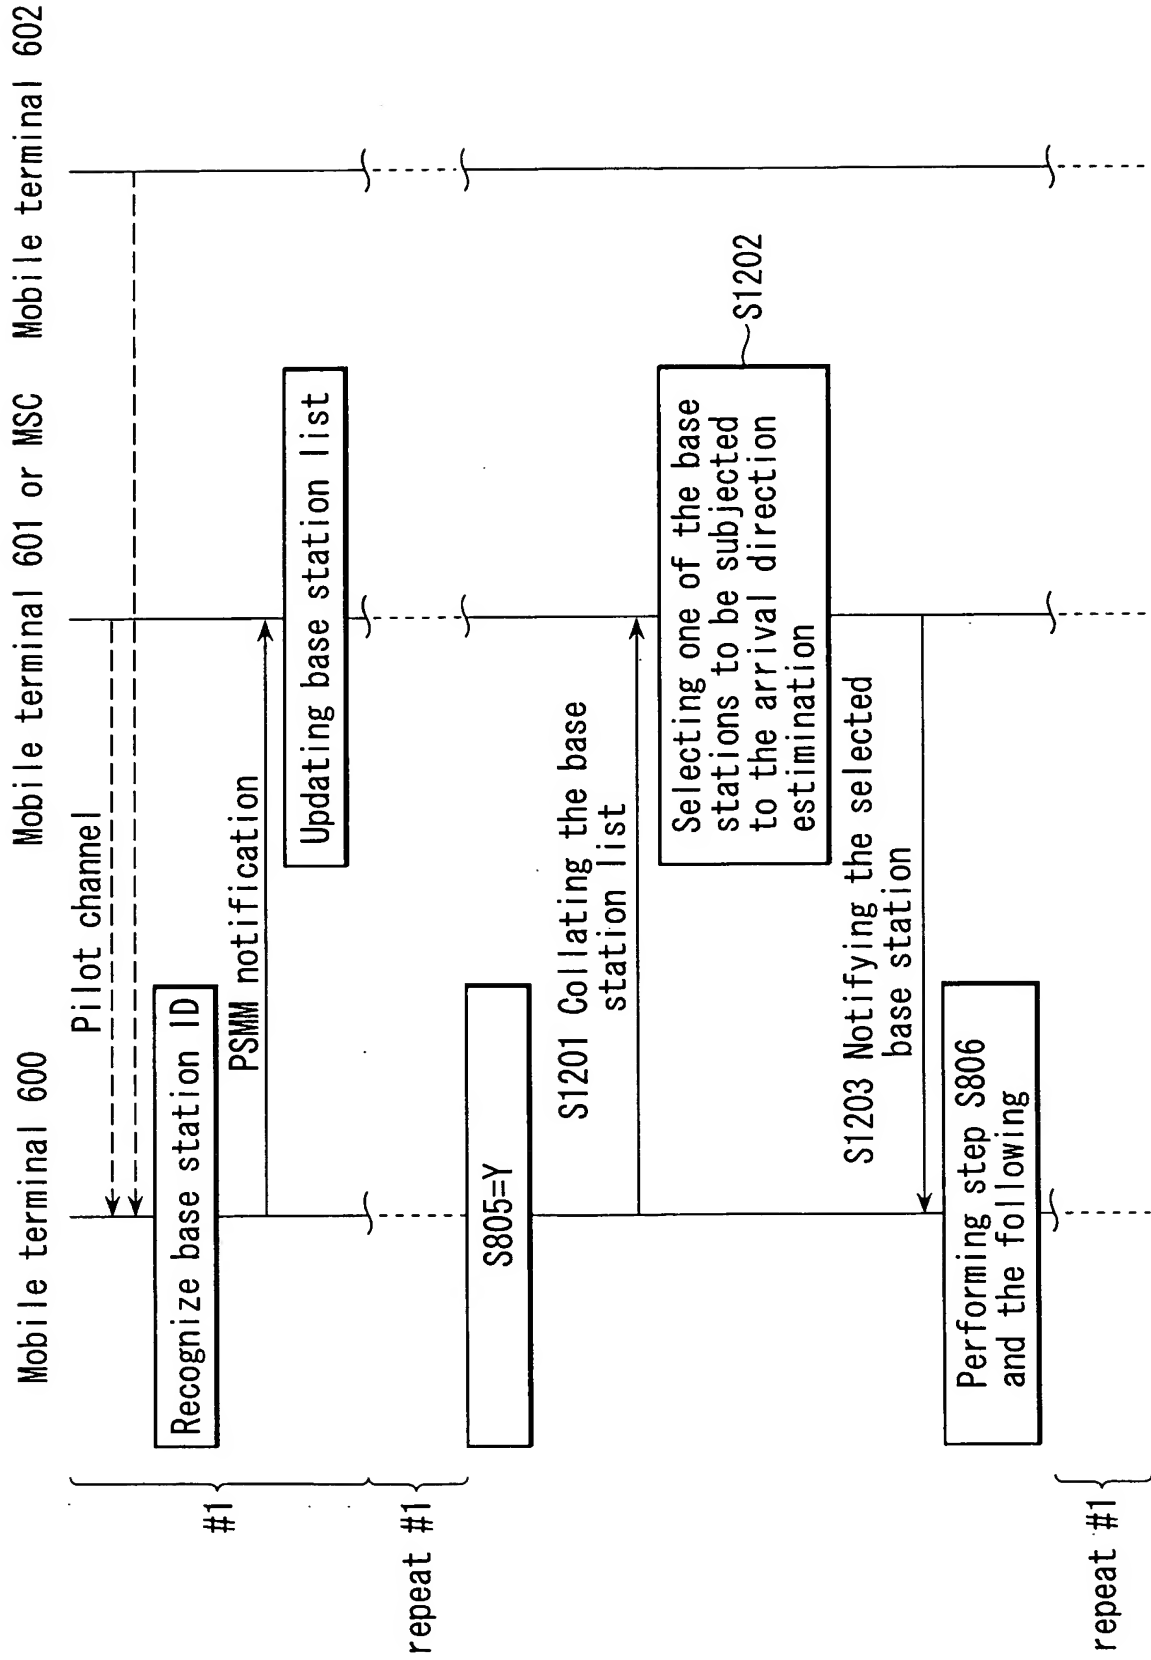 Mobile terminal 600
Mobile terminal 601 or MSC
Mobile terminal 602
Pilot channel
Recognize base station ID
PSMM notification
Updating base station list
#1
repeat #1
S805=Y
S1201 Collating the base
station list
Selecting one of the base
stations to be subjected
to the arrival direction
estimination
S1202
S1203 Notifying the selected
base station
Performing step S806
and the following
repeat #1